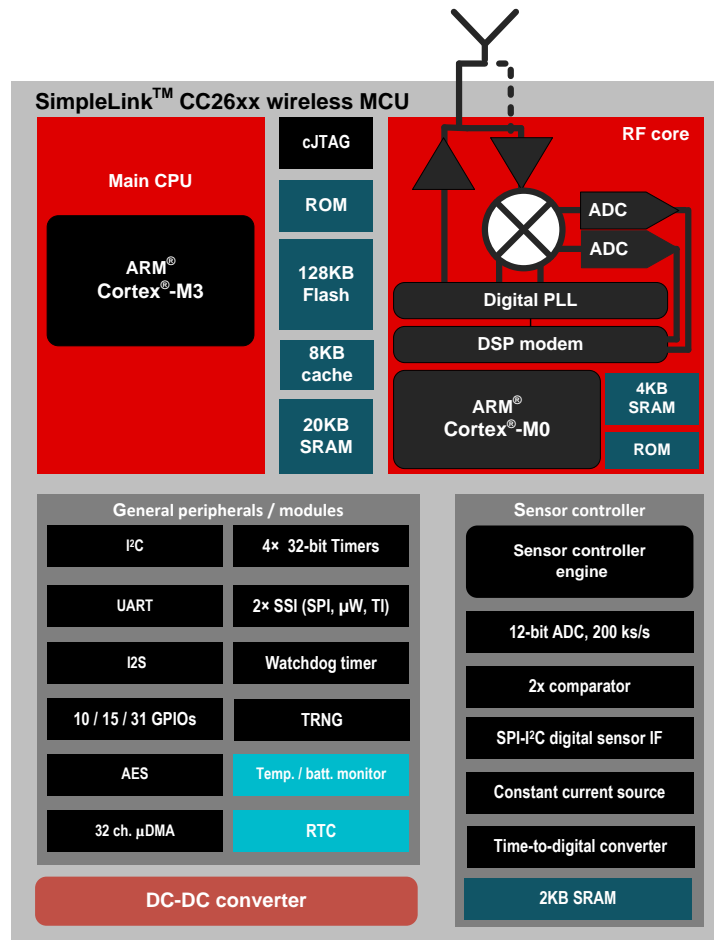 SimpleLink™ CC26xx wireless MCU
Main CPU
ARM®
Cortex®-M3
cJTAG
ROM
128KB
Flash
8KB
cache
20KB
SRAM
RF core
ADC
ADC
Digital PLL
DSP modem
ARM®
Cortex®-M0
4KB
SRAM
ROM
General peripherals / modules
I²C
4× 32-bit Timers
UART
2× SSI (SPI, µW, TI)
I2S
Watchdog timer
10 / 15 / 31 GPIOs
TRNG
AES
Temp. / batt. monitor
32 ch. µDMA
RTC
Sensor controller
Sensor controller
engine
12-bit ADC, 200 ks/s
2x comparator
SPI-I²C digital sensor IF
Constant current source
Time-to-digital converter
2KB SRAM
DC-DC converter